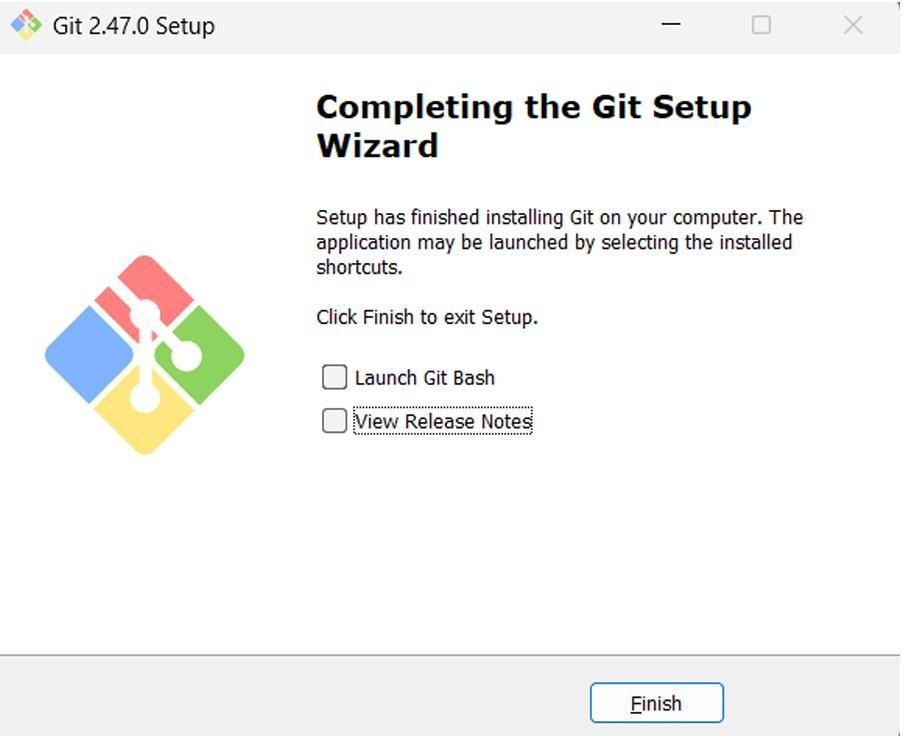 Git 2.47.0 Setup
Completing the Git Setup
Wizard
Setup has finished installing Git on your computer. The
application may be launched by selecting the installed
shortcuts.
Click Finish to exit Setup.
Launch Git Bash
View Release Notes
Finish